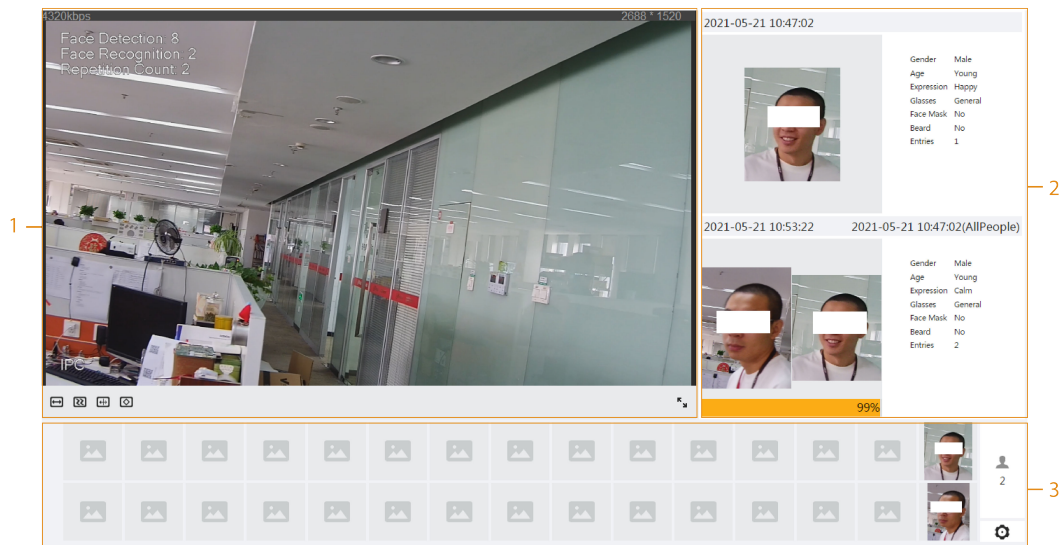 4320kbps 2688 * 1520
Face Detection: 8
Face Recognition: 2
Repetition Count: 2
IPC
1
2021-05-21 10:47:02
Gender Male
Age Young
Expression Happy
Glasses General
Face Mask No
Beard No
Entries 1
2
2021-05-21 10:53:22 2021-05-21 10:47:02(AllPeople)
Gender Male
Age Young
Expression Calm
Glasses General
Face Mask No
Beard No
Entries 2
99%
2
3